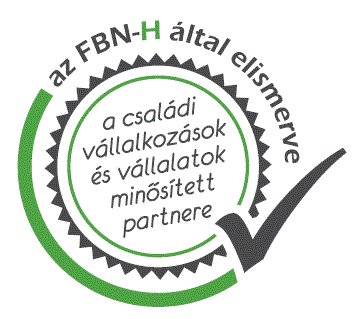 az FBN-H által elismerve
a családi
vállalkozások
és vállalatok
minősített
partnere